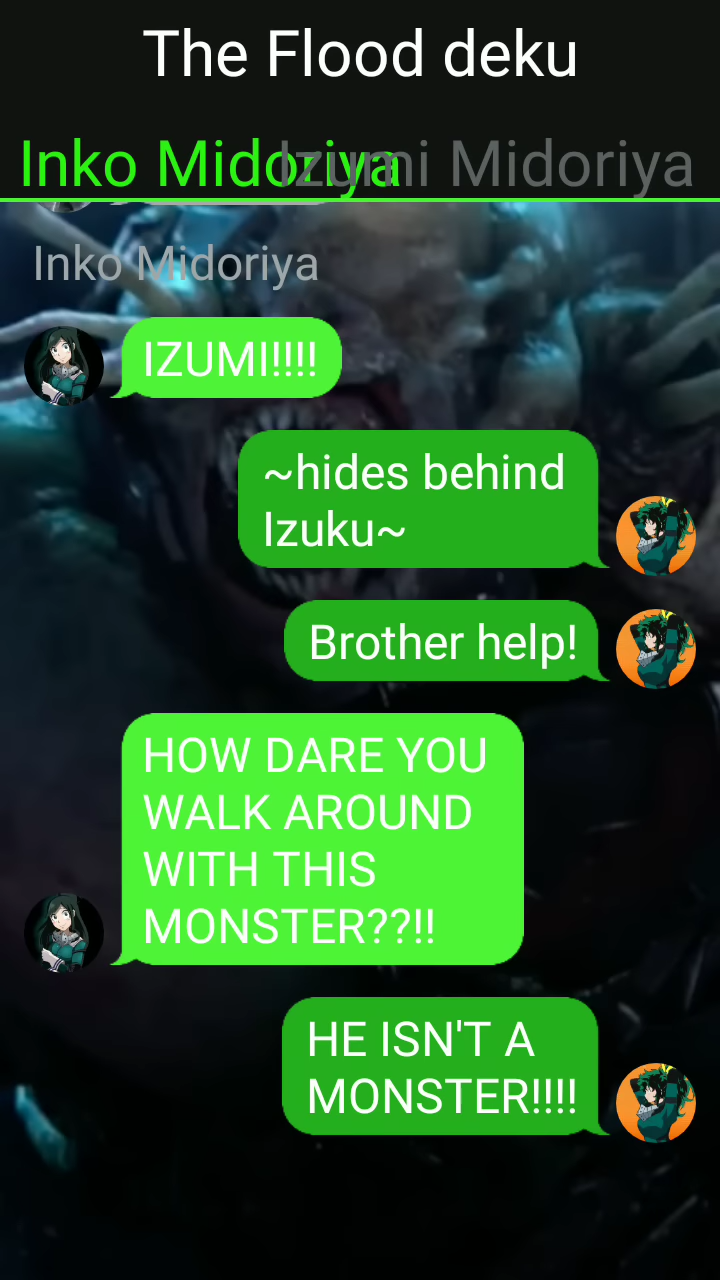 The Flood deku
Inko Midoriya Izumi Midoriya
Inko Midoriya
IZUMI!!!!
~hides behind
Izuku~
Brother help!
HOW DARE YOU
WALK AROUND
WITH THIS
MONSTER??!!
HE ISN'T A
MONSTER!!!!